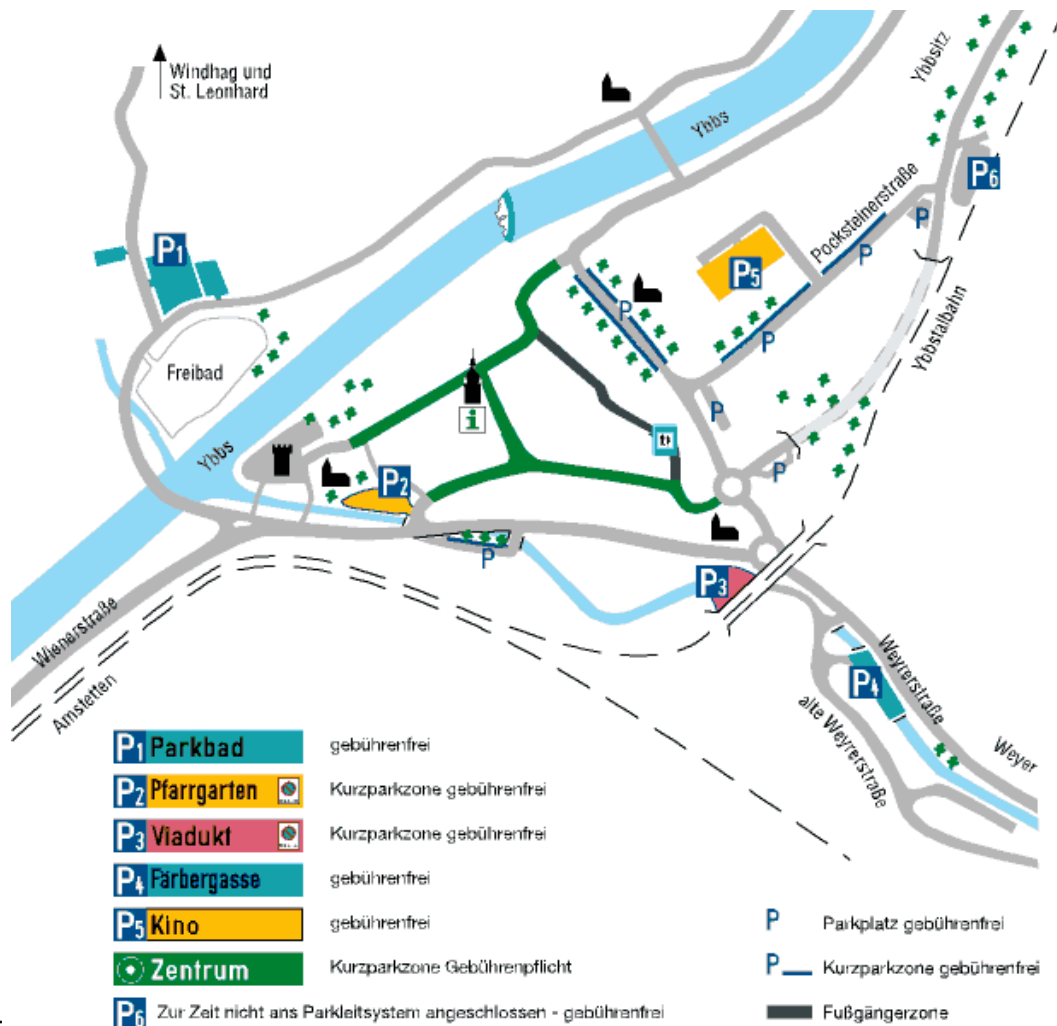 Windhag und
St. Leonhard
Ybbs
Ybbsitz
P1
P6
Pocksteinerstraße
P
P
P5
P
P
Ybbstalbahn
Freibad
i
P
Ybbs
P2
P
P
P3
Wienerstraße
Amstetten
P4
Weyrerstraße
alte Weyrerstraße
Weyer
P1 Parkbad gebührenfrei
P2 Pfarrgarten Kurzparkzone gebührenfrei
P3 Viadukt Kurzparkzone gebührenfrei
P4 Färbergasse gebührenfrei
P5 Kino gebührenfrei
Zentrum Kurzparkzone Gebührenpflicht
P6 Zur Zeit nicht ans Parkleitsystem angeschlossen - gebührenfrei
P Parkplatz gebührenfrei
P Kurzparkzone gebührenfrei
Fußgängerzone